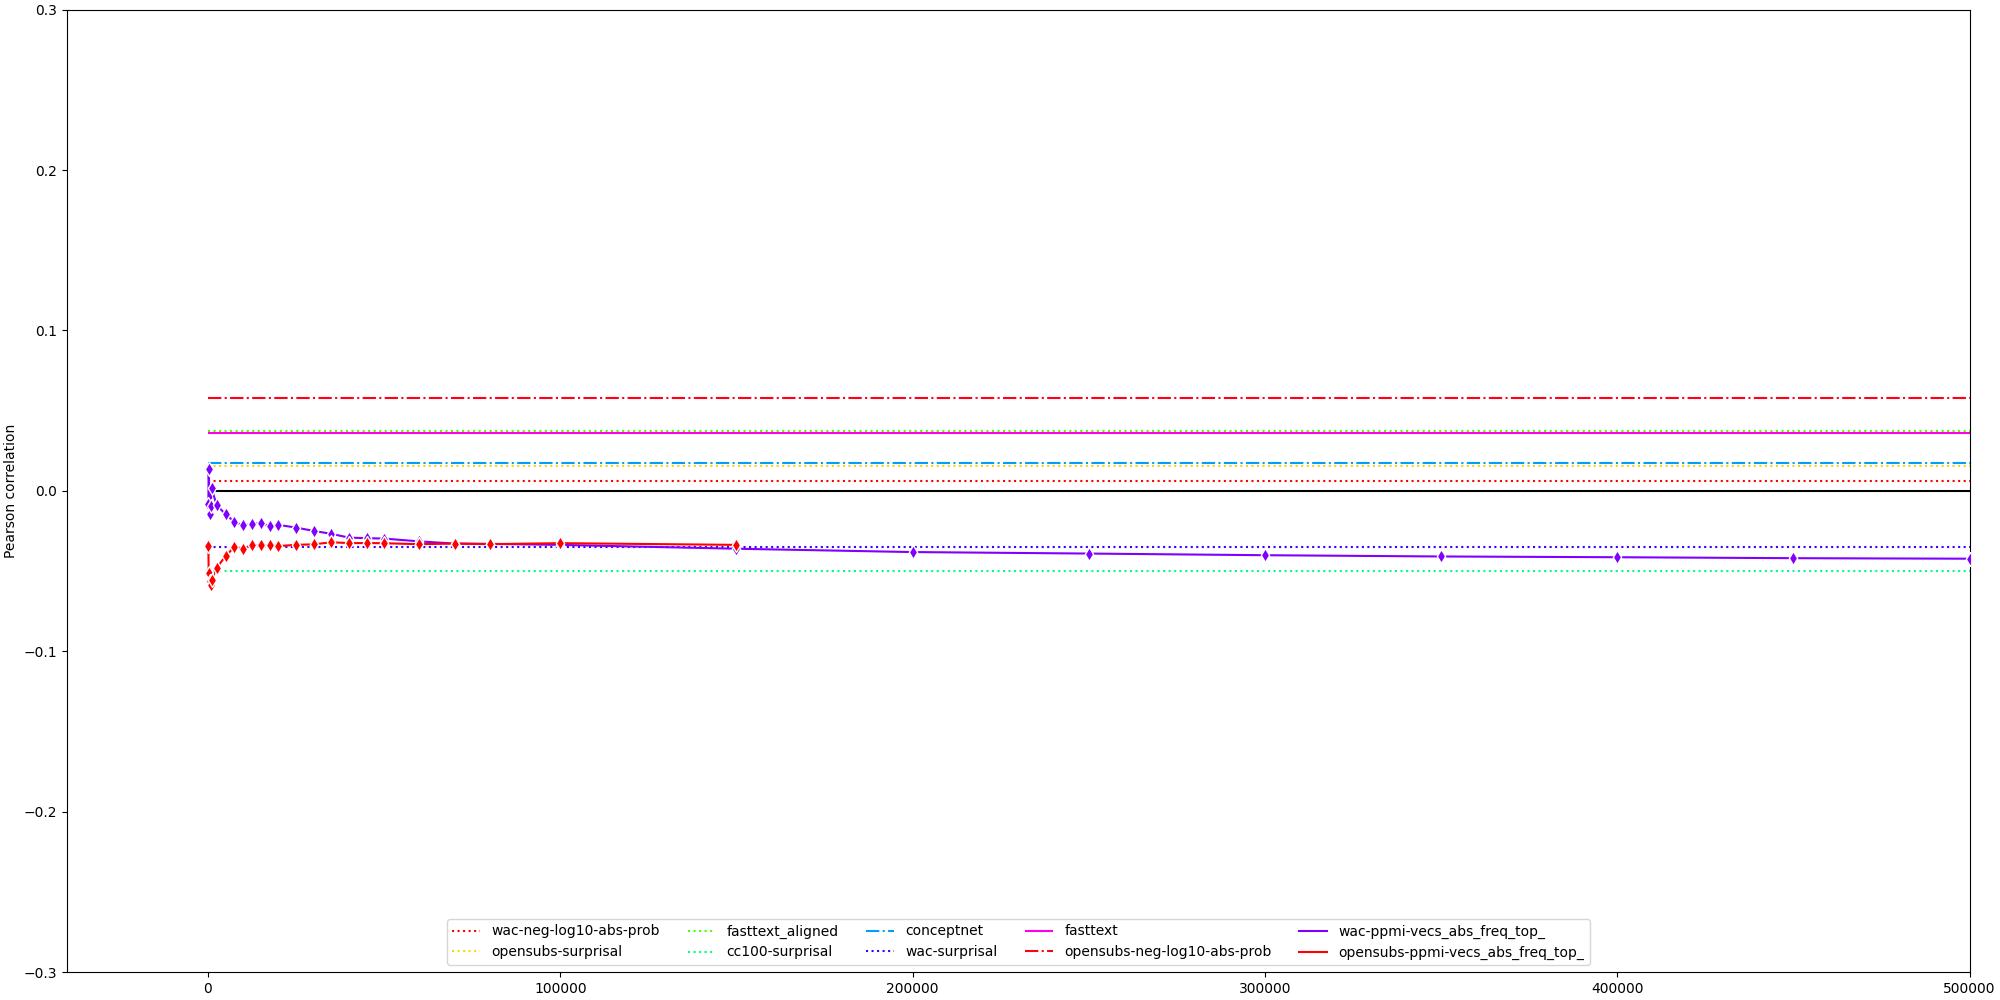 0.3
0.2
0.1
0.0
−0.1
−0.2
−0.3
Pearson correlation
wac-neg-log10-abs-prob
opensubs-surprisal
fasttext_aligned
cc100-surprisal
conceptnet
wac-surprisal
fasttext
opensubs-neg-log10-abs-prob
wac-ppmi-vecs_abs_freq_top_
opensubs-ppmi-vecs_abs_freq_top_
0
100000
200000
300000
400000
500000